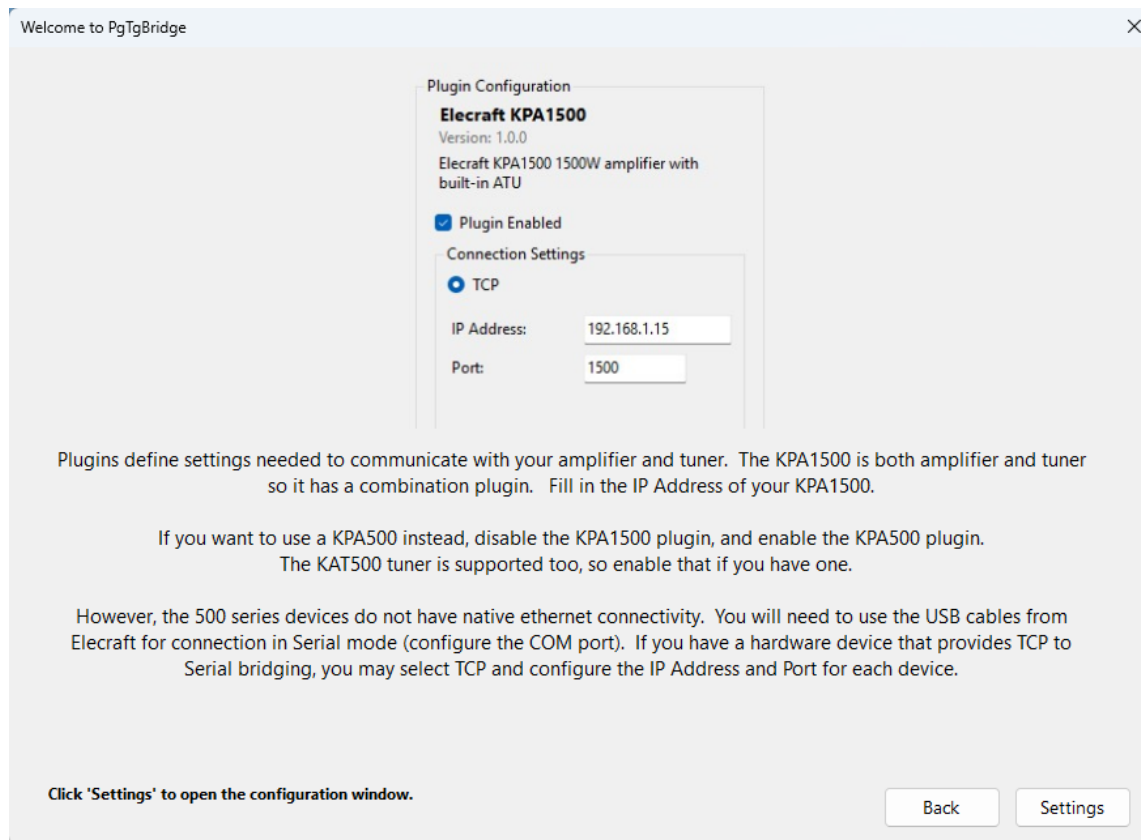 Welcome to PgTgBridge
Plugin Configuration
Elecraft KPA1500
Version: 1.0.0
Elecraft KPA1500 1500W amplifier with
built-in ATU
Plugin Enabled
Connection Settings
TCP
IP Address: 192.168.1.15
Port: 1500
Plugins define settings needed to communicate with your amplifier and tuner.  The KPA1500 is both amplifier and tuner
so it has a combination plugin.   Fill in the IP Address of your KPA1500.
If you want to use a KPA500 instead, disable the KPA1500 plugin, and enable the KPA500 plugin.
The KAT500 tuner is supported too, so enable that if you have one.
However, the 500 series devices do not have native ethernet connectivity.  You will need to use the USB cables from
Elecraft for connection in Serial mode (configure the COM port).  If you have a hardware device that provides TCP to
Serial bridging, you may select TCP and configure the IP Address and Port for each device.
Click 'Settings' to open the configuration window.
Back
Settings